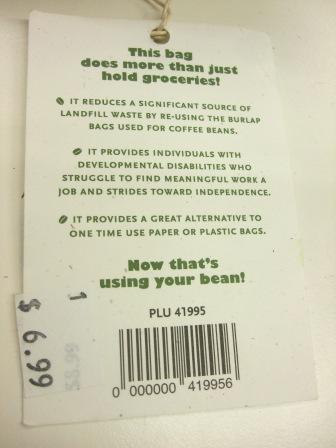 This bag
does more than just
hold groceries!
IT REDUCES A SIGNIFICANT SOURCE OF
LANDFILL WASTE BY RE-USING THE BURLAP
BAGS USED FOR COFFEE BEANS.
IT PROVIDES INDIVIDUALS WITH
DEVELOPMENTAL DISABILITIES WHO
STRUGGLE TO FIND MEANINGFUL WORK A
JOB AND STRIDES TOWARD INDEPENDENCE.
IT PROVIDES A GREAT ALTERNATIVE TO
ONE TIME USE PAPER OR PLASTIC BAGS.
Now that's
using your bean!
PLU 41995
0 000000 419956
1
$8.99
$ 6.99